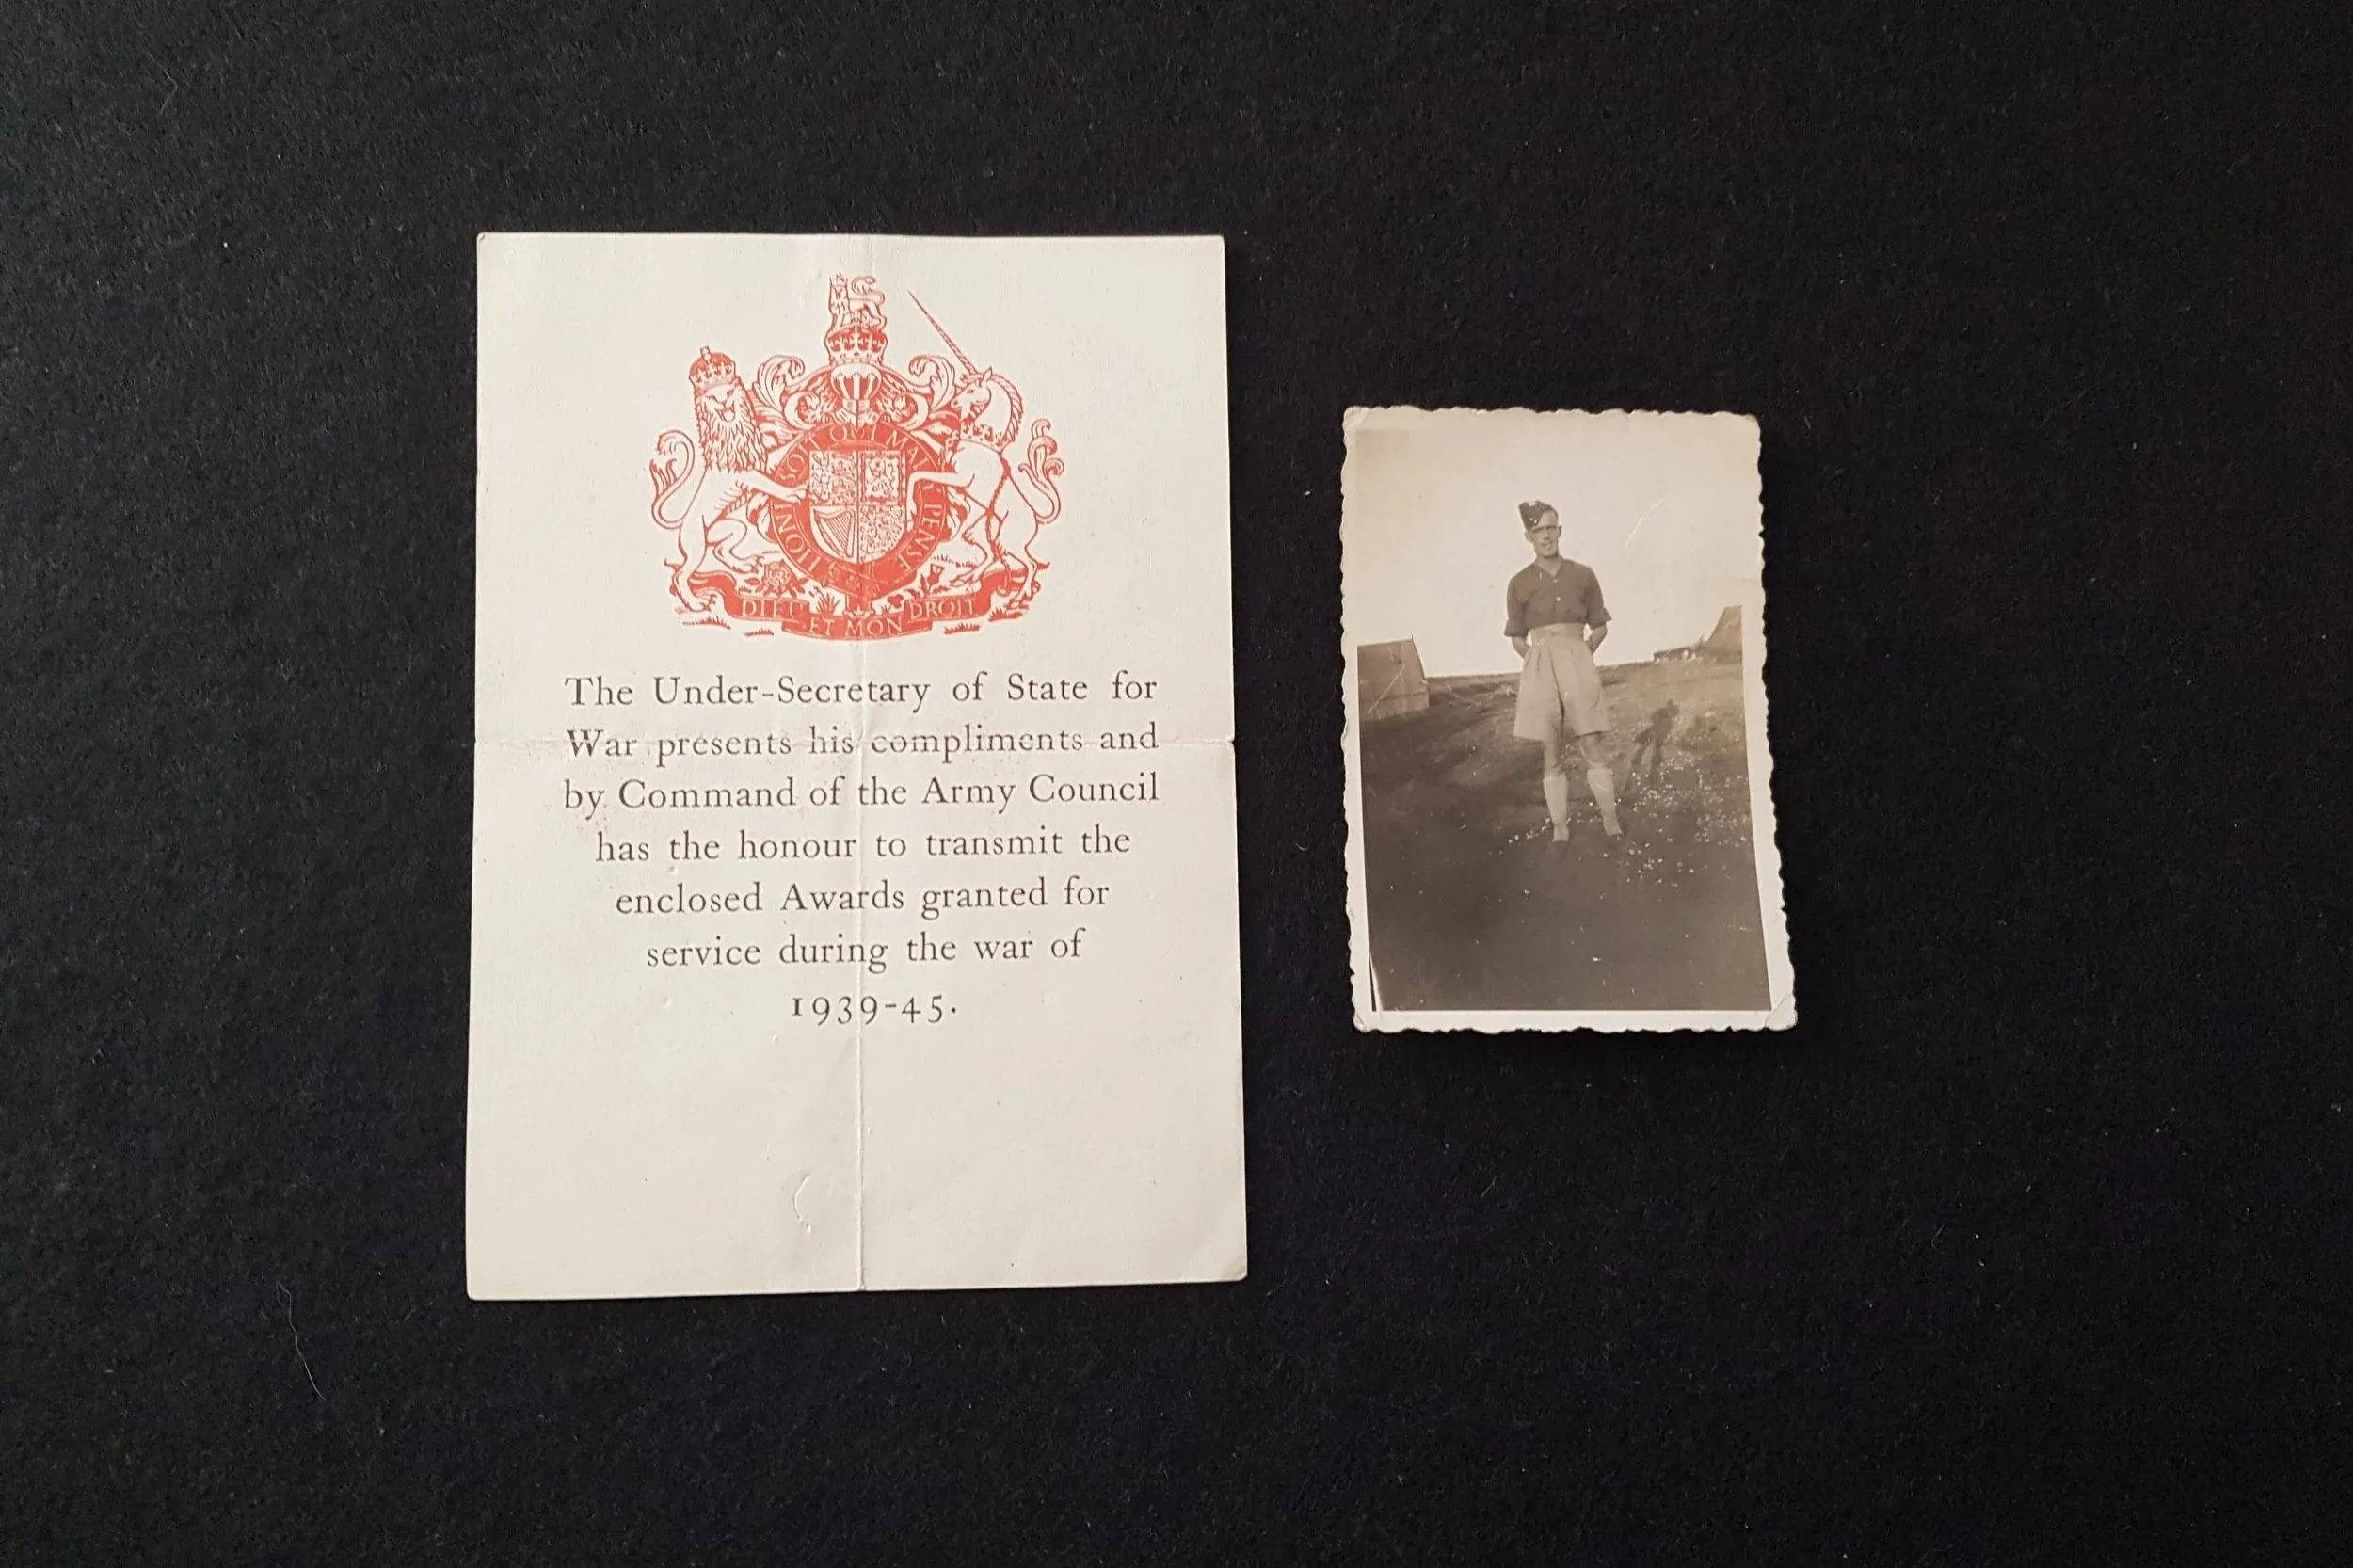 HONI SOIT QUI MAL Y PENSE
DIEU ET MON DROIT
The Under-Secretary of State for
War presents his compliments and
by Command of the Army Council
has the honour to transmit the
enclosed Awards granted for
service during the war of
1939-45.